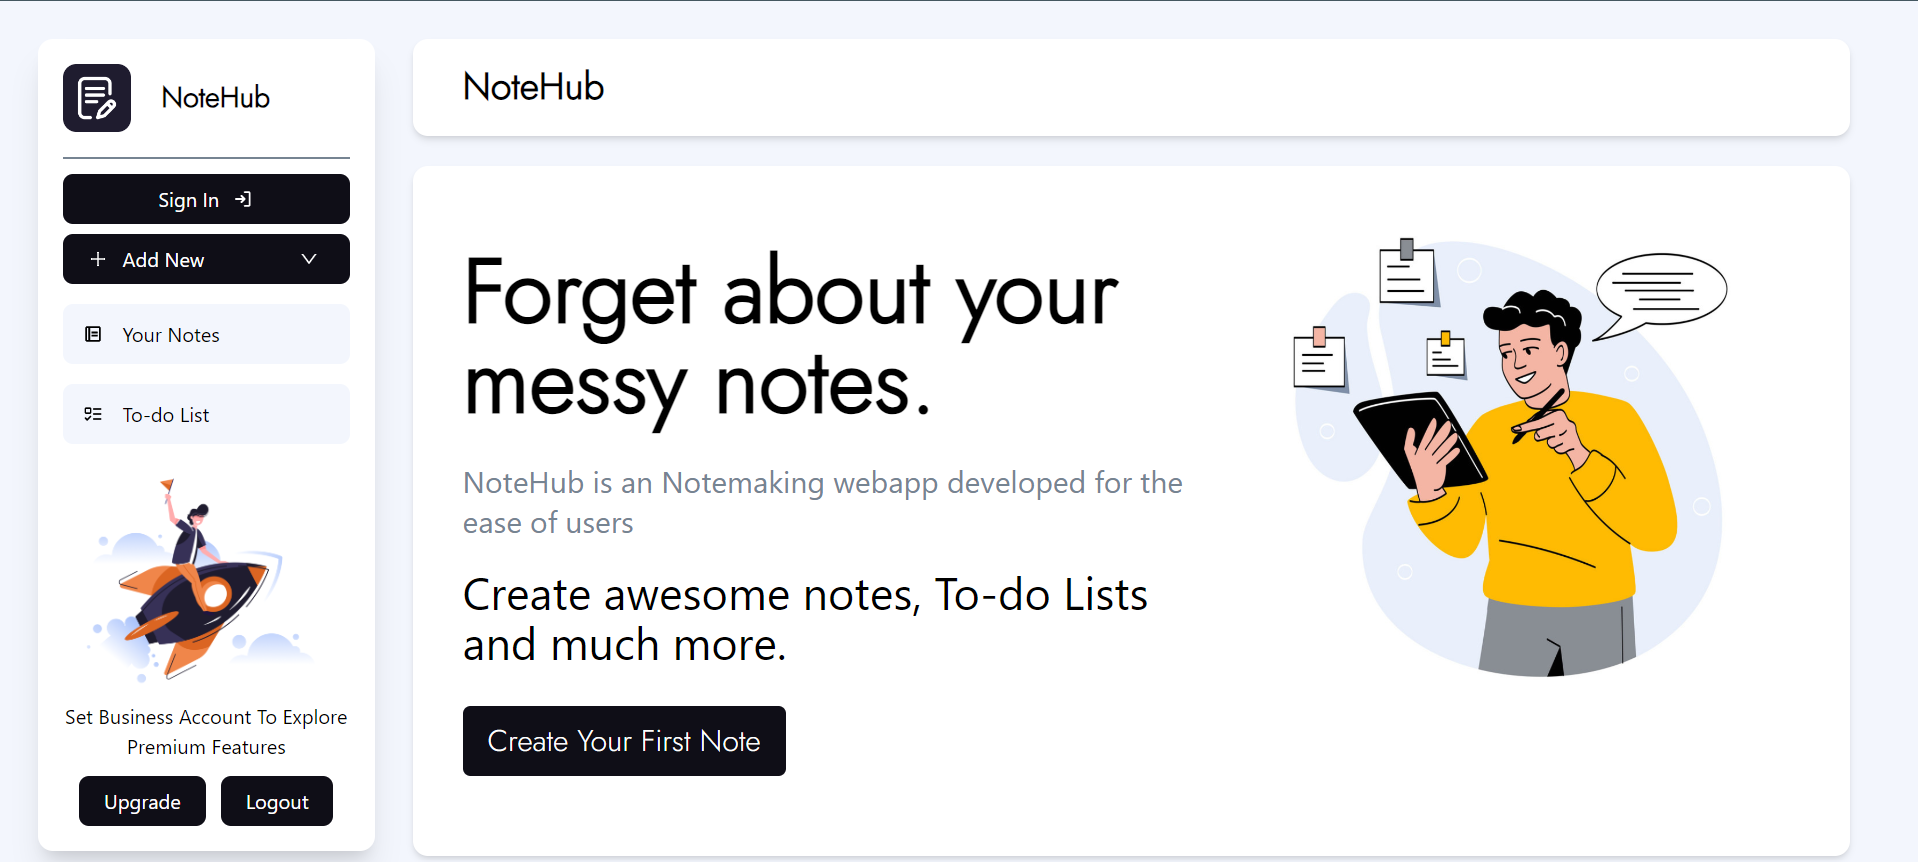 NoteHub
Sign In
Add New
Your Notes
To-do List
Set Business Account To Explore
Premium Features
Upgrade
Logout
NoteHub
Forget about your
messy notes.
NoteHub is an Notemaking webapp developed for the
ease of users
Create awesome notes, To-do Lists
and much more.
Create Your First Note